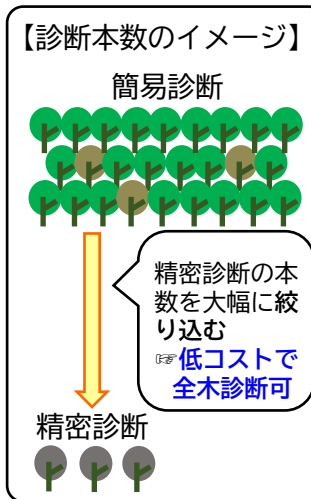 【診断本数のイメージ】
簡易診断
精密診断の本
数を大幅に絞
り込む
☞低コストで
全木診断可
精密診断